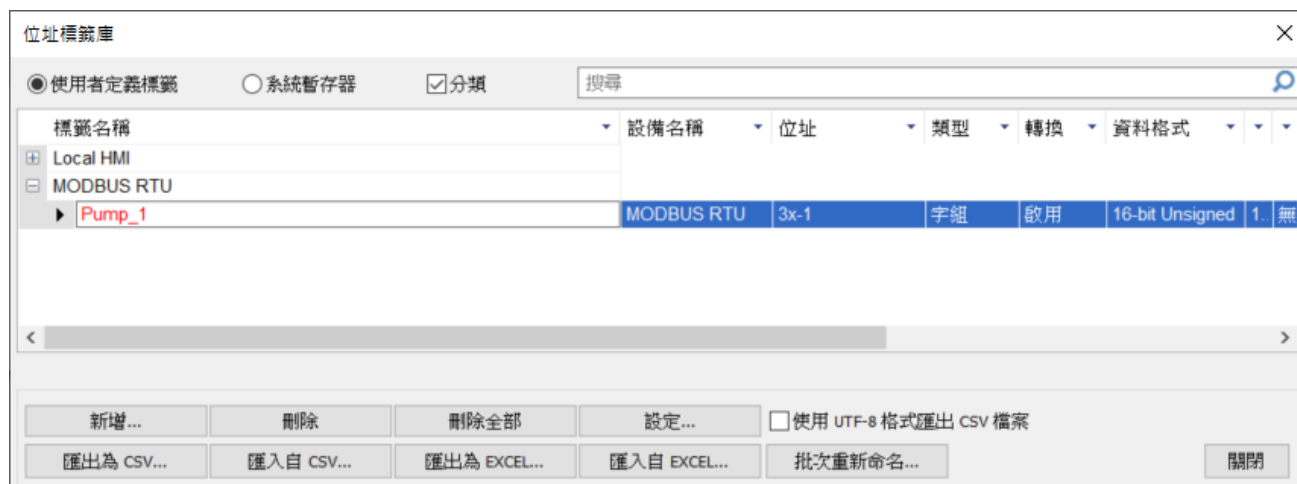 位址標籤庫
使用者定義標籤 系統暫存器 分類 搜尋
標籤名稱 設備名稱 位址 類型 轉換 資料格式
Local HMI
MODBUS RTU
Pump_1 MODBUS RTU 3x-1 字組 啟用 16-bit Unsigned 1.. 無
新增... 刪除 刪除全部 設定... 使用 UTF-8 格式匯出 CSV 檔案
匯出為 CSV... 匯入自 CSV... 匯出為 EXCEL... 匯入自 EXCEL... 批次重新命名... 關閉